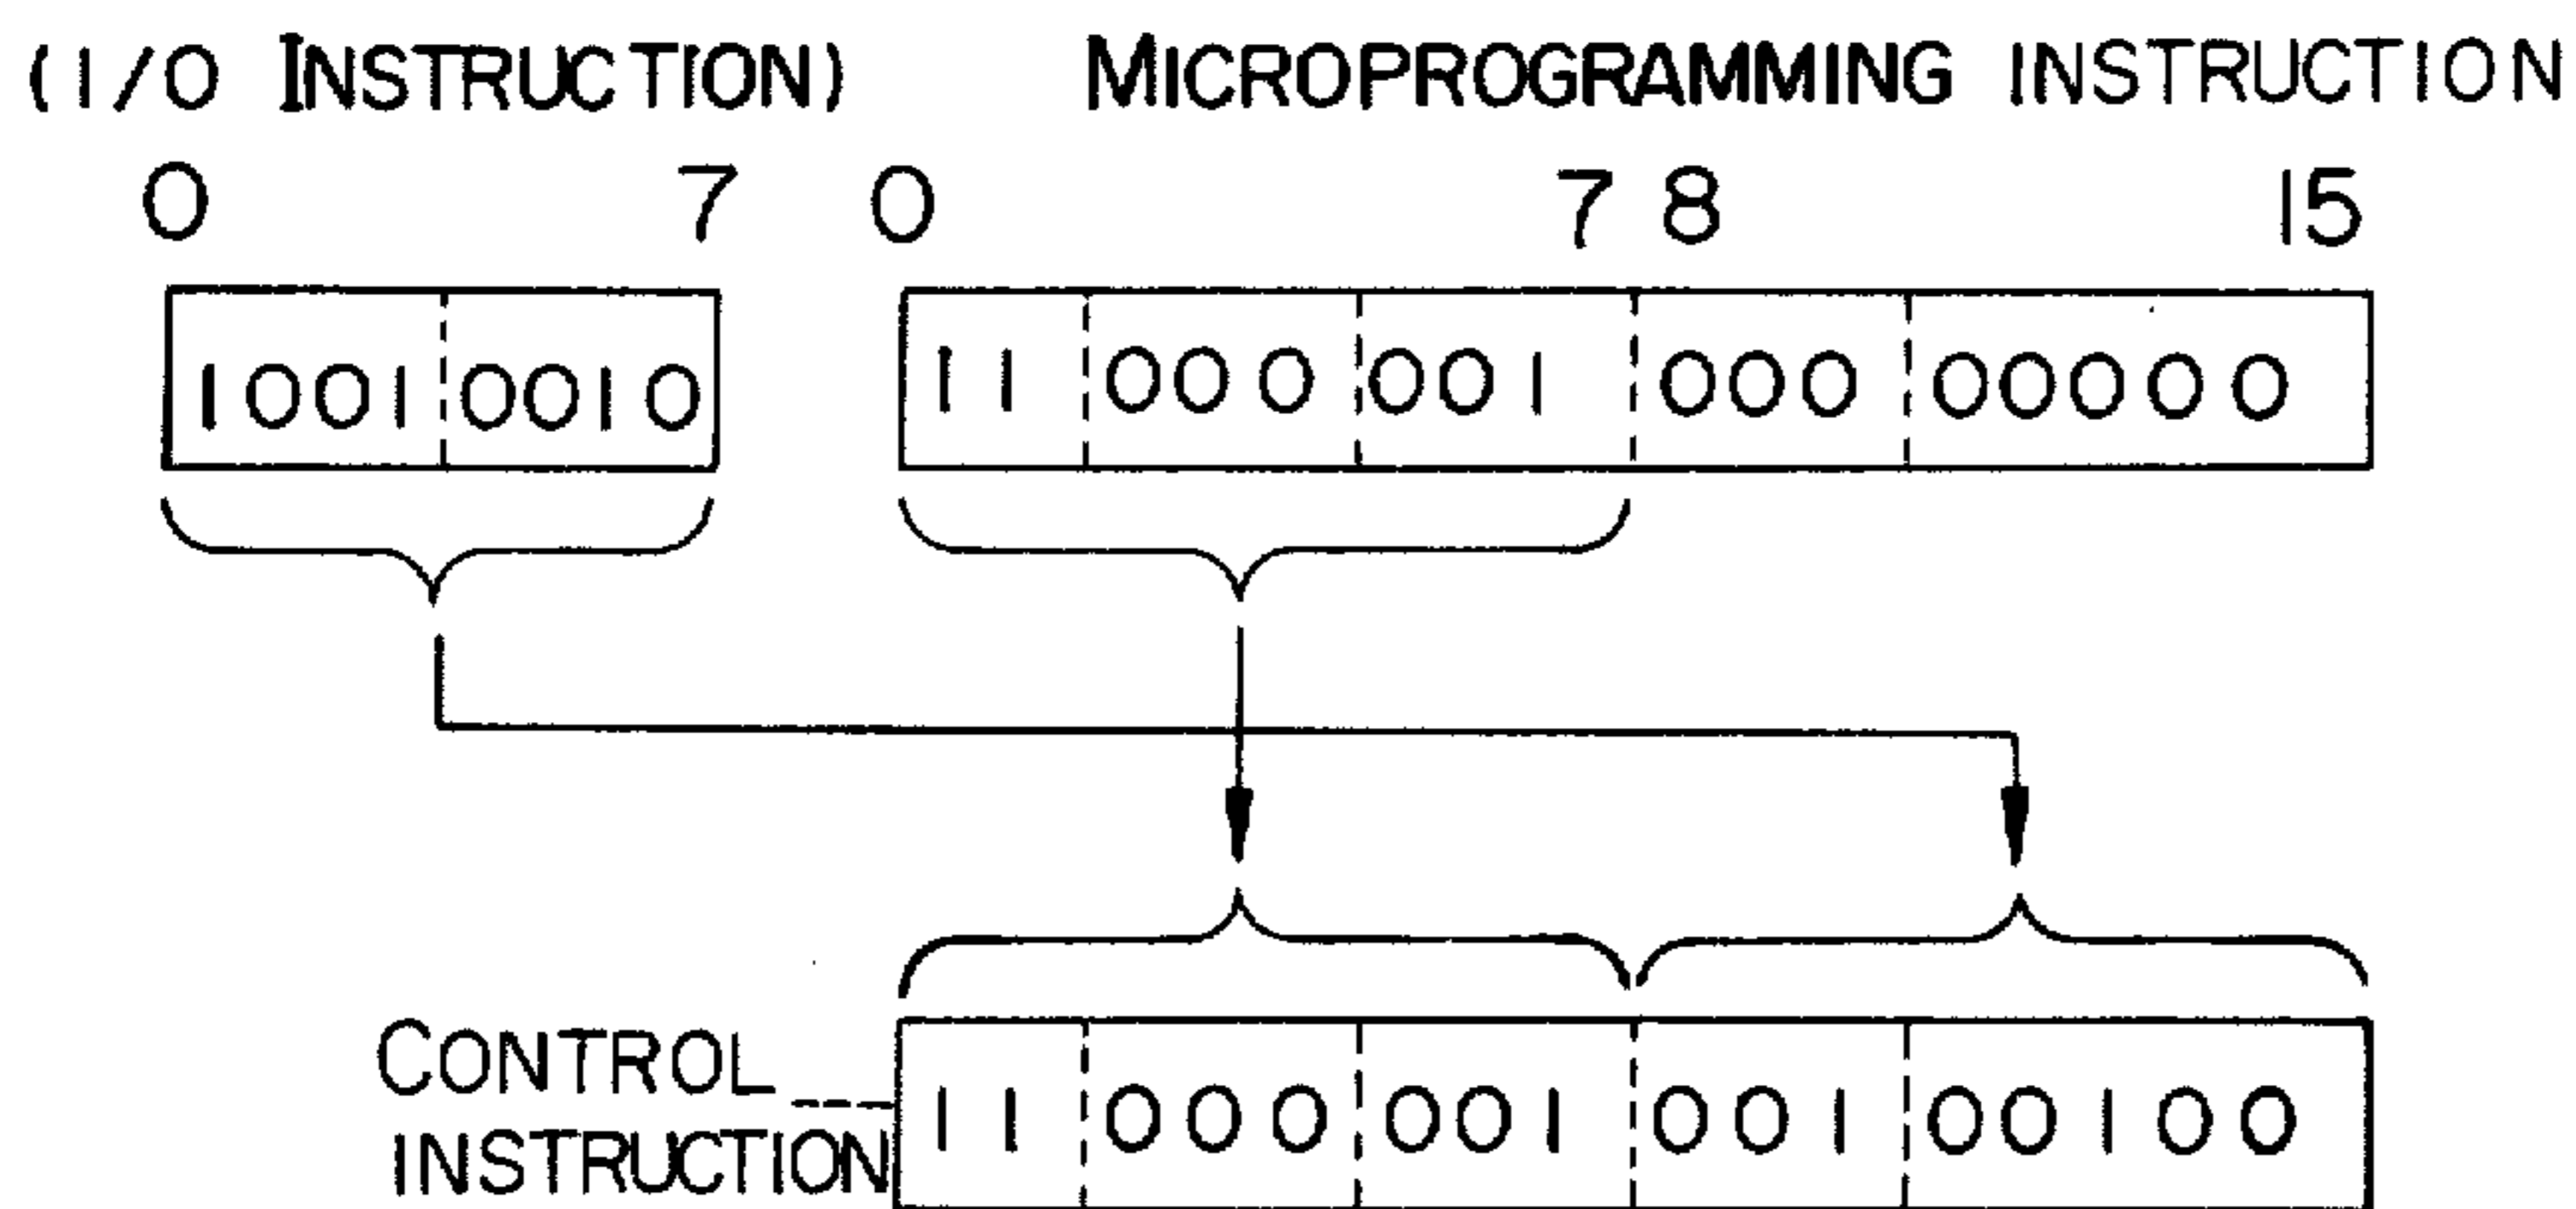 (I/O INSTRUCTION) MICROPROGRAMMING INSTRUCTION
0 7 0 7 8 15
1001 0010 11 000 001 000 00000
CONTROL
INSTRUCTION
11 000 001 001 00100